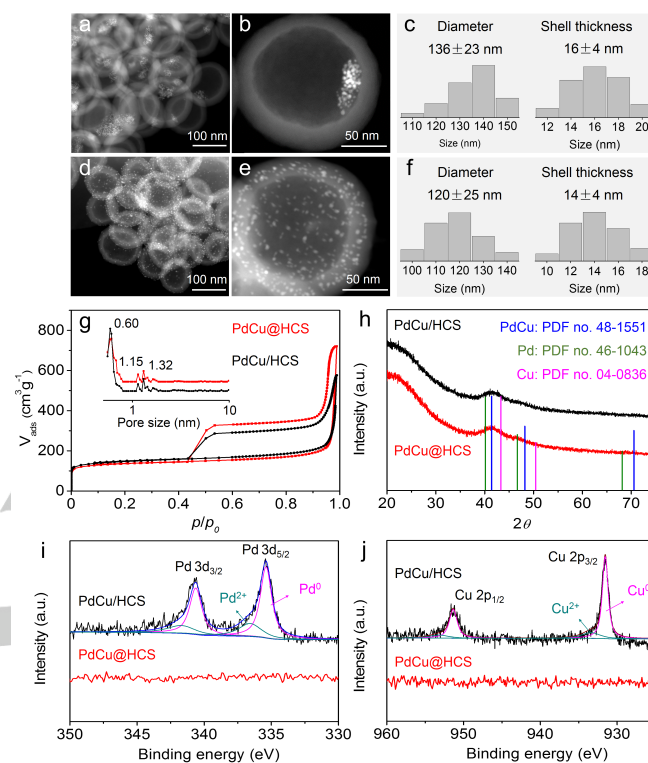 a
100 nm
b
50 nm
c
Diameter
136±23 nm
110 120 130 140 150
Size (nm)
Shell thickness
16±4 nm
12 14 16 18 20
Size (nm)
d
100 nm
e
50 nm
f
Diameter
120±25 nm
100 110 120 130 140
Size (nm)
Shell thickness
14±4 nm
10 12 14 16 18
Size (nm)
g
0.60
1.15
1.32
1 10
Pore size (nm)
PdCu@HCS
PdCu/HCS
800
600
400
200
0
0.0 0.2 0.4 0.6 0.8 1.0
V_ads (cm³g⁻¹)
p/p₀
h
PdCu/HCS
PdCu: PDF no. 48-1551
Pd: PDF no. 46-1043
Cu: PDF no. 04-0836
PdCu@HCS
Intensity (a.u.)
20 30 40 50 60 70
2θ
i
Pd 3d3/2
Pd 3d5/2
Pd²⁺
Pd⁰
PdCu/HCS
PdCu@HCS
Intensity (a.u.)
350 345 340 335 330
Binding energy (eV)
j
Cu 2p3/2
PdCu/HCS
Cu 2p1/2
Cu²⁺
Cu⁰
PdCu@HCS
Intensity (a.u.)
960 950 940 930
Binding energy (eV)